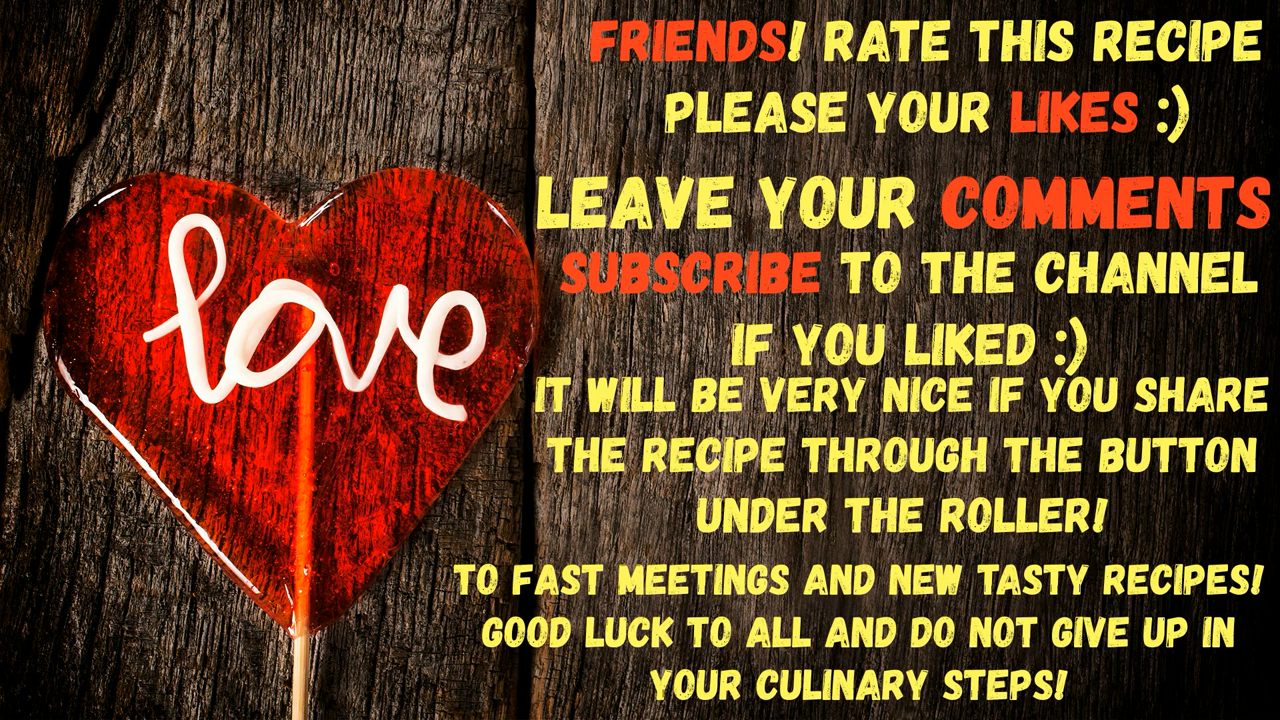 love
FRIENDS! RATE THIS RECIPE
PLEASE YOUR LIKES :)
LEAVE YOUR COMMENTS
SUBSCRIBE TO THE CHANNEL
IF YOU LIKED :)
IT WILL BE VERY NICE IF YOU SHARE
THE RECIPE THROUGH THE BUTTON
UNDER THE ROLLER!
TO FAST MEETINGS AND NEW TASTY RECIPES!
GOOD LUCK TO ALL AND DO NOT GIVE UP IN
YOUR CULINARY STEPS!